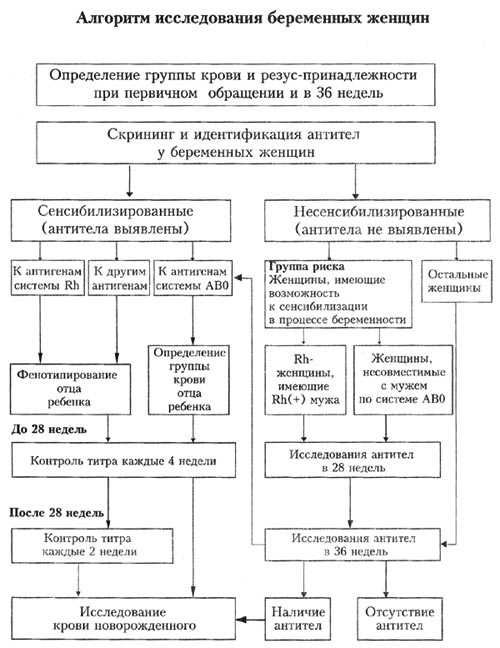 Алгоритм исследования беременных женщин
Определение группы крови и резус-принадлежности
при первичном обращении и в 36 недель
Скрининг и идентификация антител
у беременных женщин
Сенсибилизированные
(антитела выявлены)
Несенсибилизированные
(антитела не выявлены)
К антигенам
системы Rh
К другим
антигенам
К антигенам
системы АВ0
Группа риска
Женщины, имеющие
возможность
к сенсибилизации
в процессе беременности
Остальные
женщины
Фенотипирование
отца
ребенка
Определение
группы
крови
отца
ребенка
Rh-
женщины,
имеющие
Rh(+) мужа
Женщины,
несовместимые
с мужем
по системе АВ0
До 28 недель
Контроль титра каждые 4 недели
Исследования антител
в 28 недель
После 28 недель
Контроль титра
каждые 2 недели
Исследования антител
в 36 недель
Исследование
крови новорожденного
Наличие
антител
Отсутствие
антител